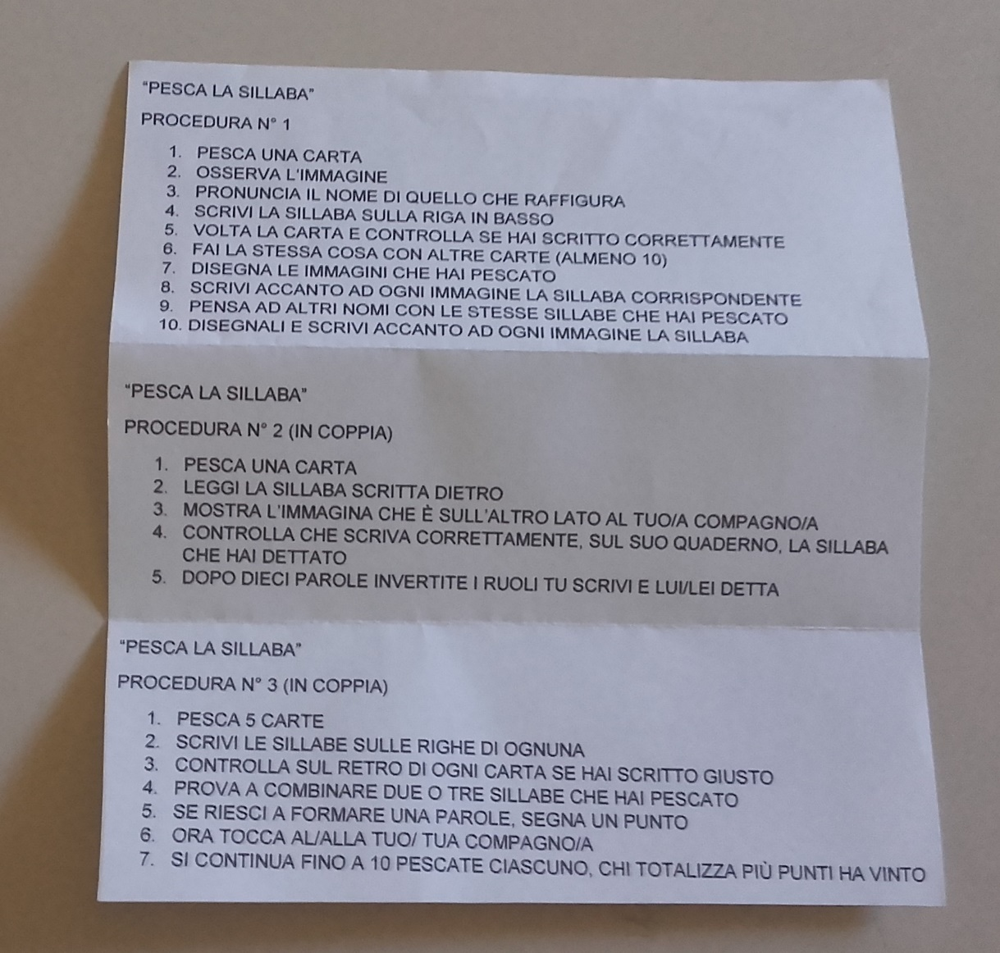 “PESCA LA SILLABA”
PROCEDURA N° 1
1. PESCA UNA CARTA
2. OSSERVA L'IMMAGINE
3. PRONUNCIA IL NOME DI QUELLO CHE RAFFIGURA
4. SCRIVI LA SILLABA SULLA RIGA IN BASSO
5. VOLTA LA CARTA E CONTROLLA SE HAI SCRITTO CORRETTAMENTE
6. FAI LA STESSA COSA CON ALTRE CARTE (ALMENO 10)
7. DISEGNA LE IMMAGINI CHE HAI PESCATO
8. SCRIVI ACCANTO AD OGNI IMMAGINE LA SILLABA CORRISPONDENTE
9. PENSA AD ALTRI NOMI CON LE STESSE SILLABE CHE HAI PESCATO
10. DISEGNALI E SCRIVI ACCANTO AD OGNI IMMAGINE LA SILLABA
“PESCA LA SILLABA”
PROCEDURA N° 2 (IN COPPIA)
1. PESCA UNA CARTA
2. LEGGI LA SILLABA SCRITTA DIETRO
3. MOSTRA L'IMMAGINA CHE È SULL'ALTRO LATO AL TUO/A COMPAGNO/A
4. CONTROLLA CHE SCRIVA CORRETTAMENTE, SUL SUO QUADERNO, LA SILLABA
CHE HAI DETTATO
5. DOPO DIECI PAROLE INVERTITE I RUOLI TU SCRIVI E LUI/LEI DETTA
“PESCA LA SILLABA”
PROCEDURA N° 3 (IN COPPIA)
1. PESCA 5 CARTE
2. SCRIVI LE SILLABE SULLE RIGHE DI OGNUNA
3. CONTROLLA SUL RETRO DI OGNI CARTA SE HAI SCRITTO GIUSTO
4. PROVA A COMBINARE DUE O TRE SILLABE CHE HAI PESCATO
5. SE RIESCI A FORMARE UNA PAROLE, SEGNA UN PUNTO
6. ORA TOCCA AL/ALLA TUO/ TUA COMPAGNO/A
7. SI CONTINUA FINO A 10 PESCATE CIASCUNO, CHI TOTALIZZA PIÙ PUNTI HA VINTO